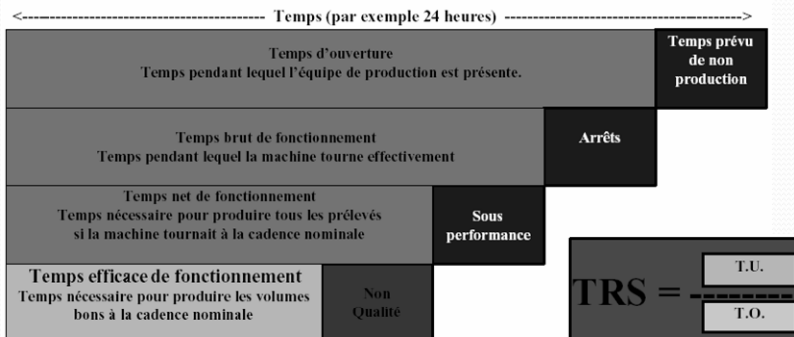 <--------------------------------- Temps (par exemple 24 heures) --------------------------------->
Temps d'ouverture
Temps pendant lequel l'équipe de production est présente.
Temps prévu
de non
production
Temps brut de fonctionnement
Temps pendant lequel la machine tourne effectivement
Arrêts
Temps net de fonctionnement
Temps nécessaire pour produire tous les prélevés
si la machine tournait à la cadence nominale
Sous
performance
Temps efficace de fonctionnement
Temps nécessaire pour produire les volumes
bons à la cadence nominale
Non
Qualité
TRS =
T.U.
----------
T.O.